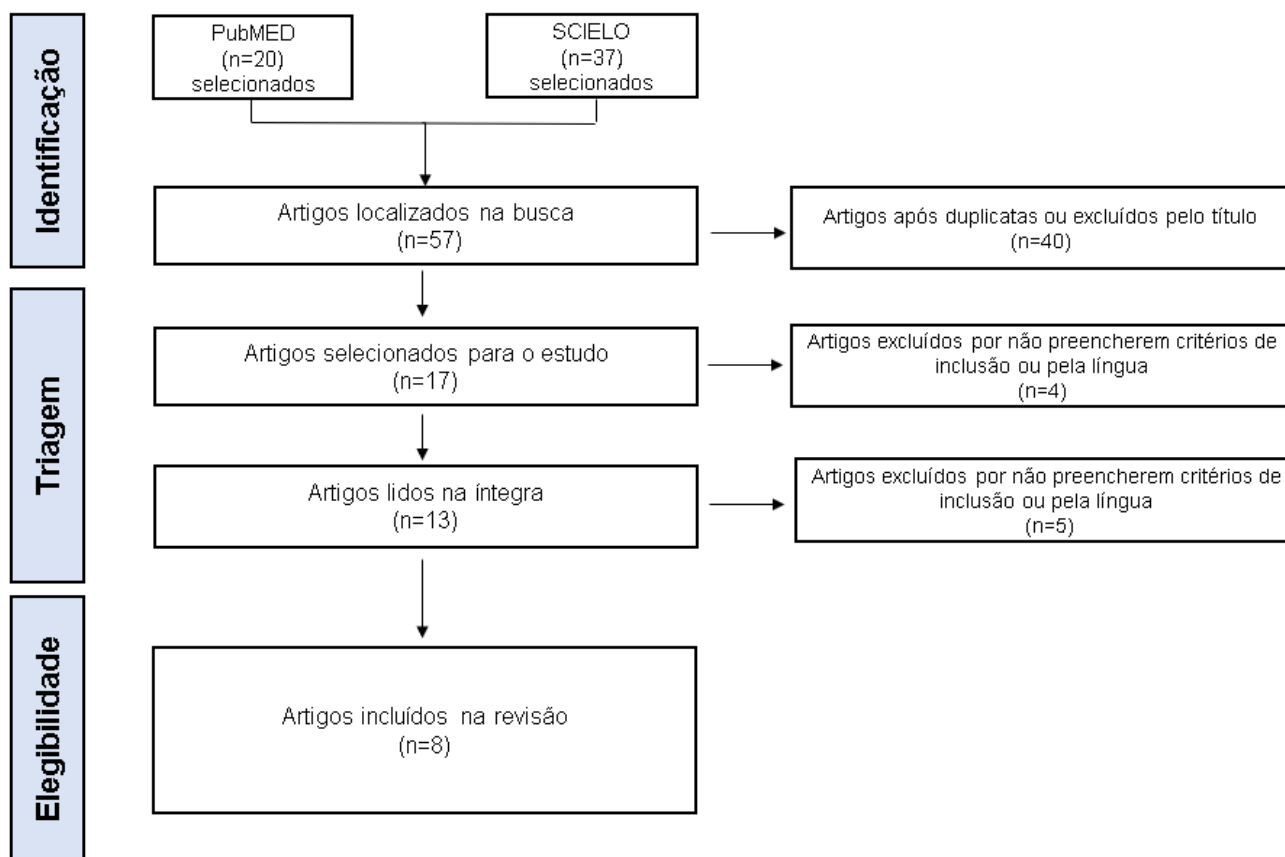 Identificação
PubMED
(n=20)
selecionados
SCIELO
(n=37)
selecionados
Artigos localizados na busca
(n=57)
Artigos após duplicatas ou excluídos pelo título
(n=40)
Triagem
Artigos selecionados para o estudo
(n=17)
Artigos excluídos por não preencherem critérios de
inclusão ou pela língua
(n=4)
Artigos lidos na íntegra
(n=13)
Artigos excluídos por não preencherem critérios de
inclusão ou pela língua
(n=5)
Elegibilidade
Artigos incluídos na revisão
(n=8)